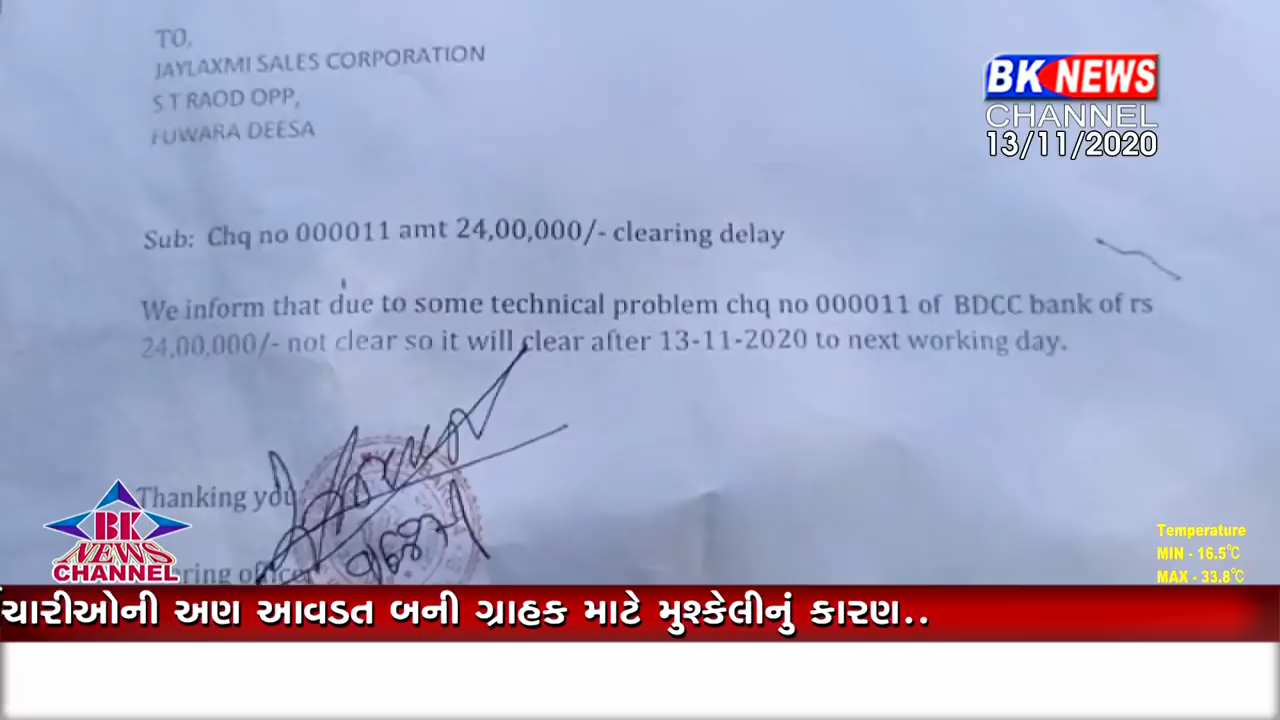 TO,
JAYLAXMI SALES CORPORATION
S T RAOD OPP,
FUWARA DEESA
BK NEWS
CHANNEL
13/11/2020
Sub: Chq no 000011 amt 24,00,000/- clearing delay
We inform that due to some technical problem chq no 000011 of BDCC bank of rs
24,00,000/- not clear so it will clear after 13-11-2020 to next working day.
Thanking you
BK
NEWS
CHANNEL
ring officer
Temperature
MIN - 16.5℃
MAX - 33.8℃
ચારીઓની અણ આવડત બની ગ્રાહક માટે મુશ્કેલીનું કારણ..